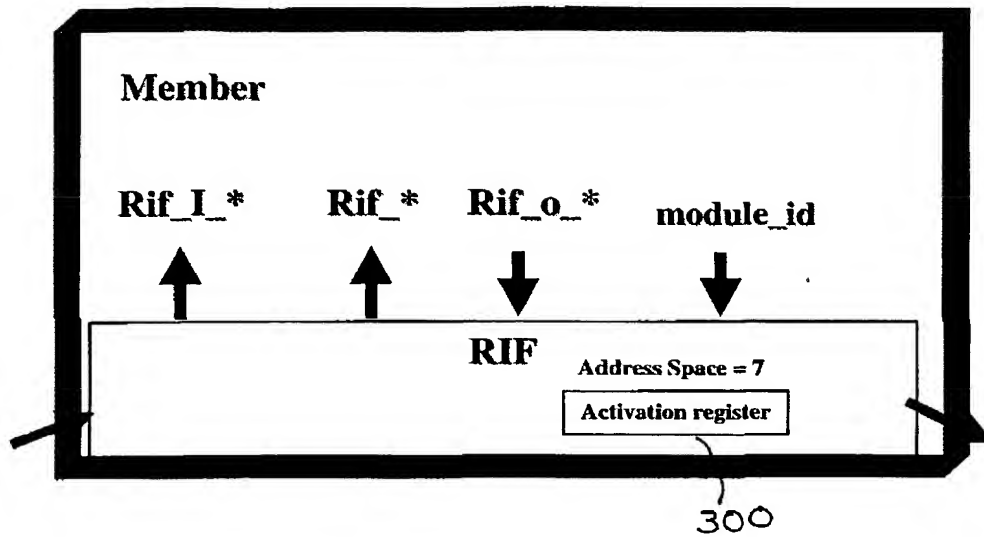 Member
Rif_I_* Rif_* Rif_o_* module_id
RIF
Address Space = 7
Activation register
300